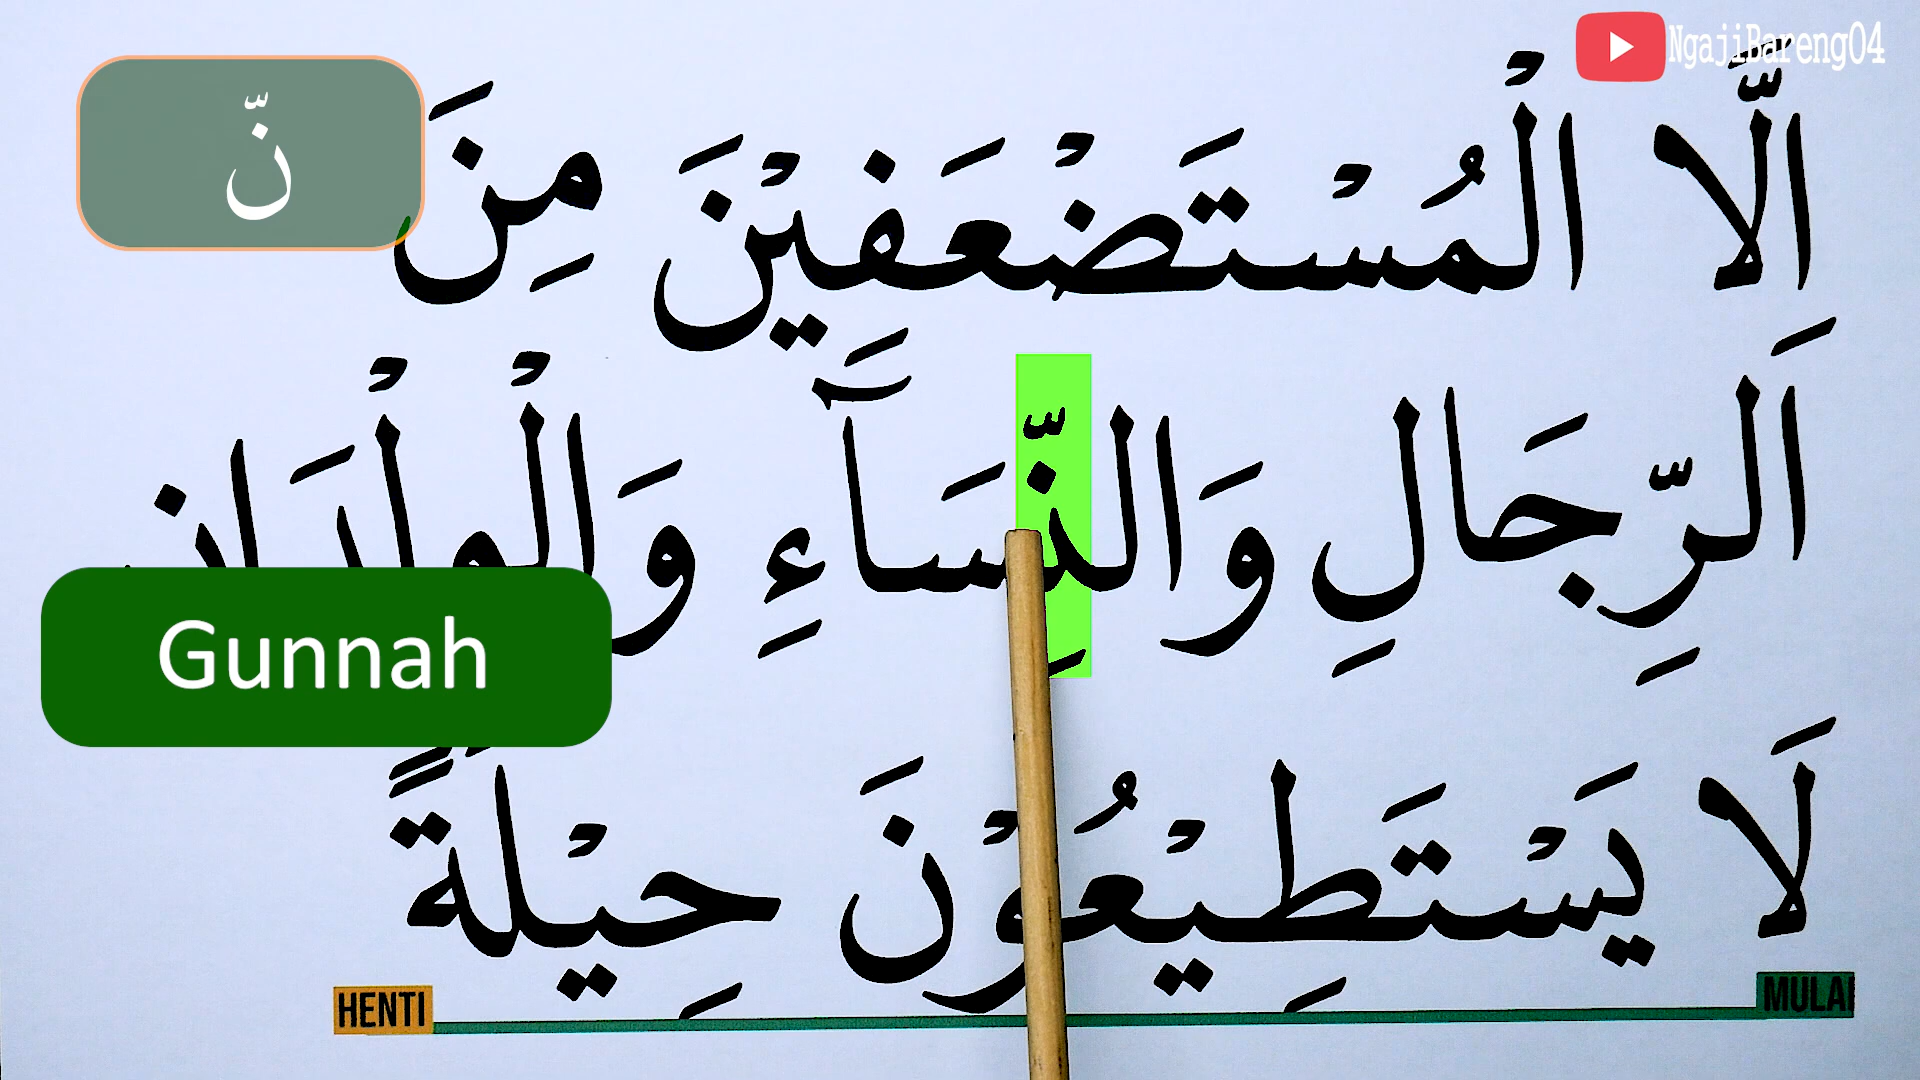 NgajiBareng04
نّ
اِلَّا الْمُسْتَضْعَفِيْنَ مِنَ
الرِّجَالِ وَالنِّسَآءِ وَالْوِلْدَانِ
Gunnah
لَا يَسْتَطِيْعُوْنَ حِيْلَةً
HENTI
MULAI